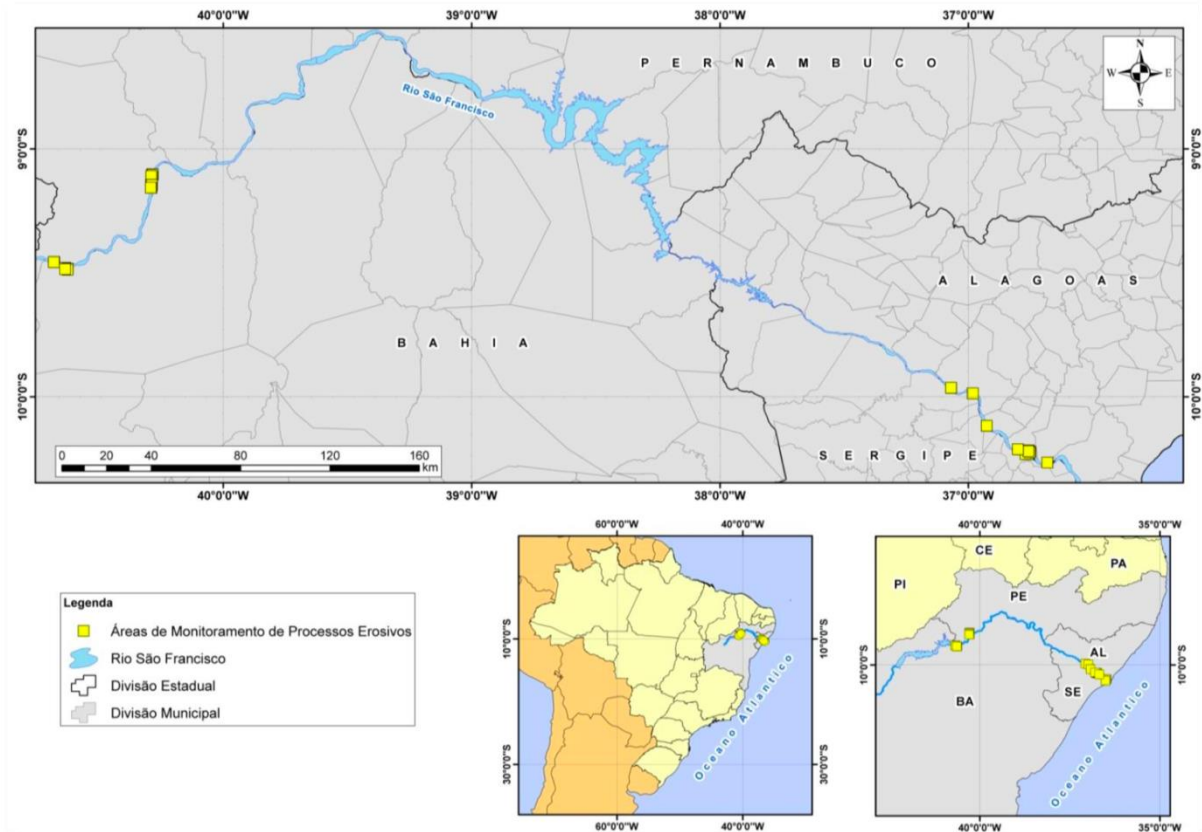 40°0'0"W 39°0'0"W 38°0'0"W 37°0'0"W
N
W E
S
P E R N A M B U C O
Rio São Francisco
9°0'0"S 9°0'0"S
A L A G O A S
B A H I A
10°0'0"S 10°0'0"S
S E R G I P E
0 20 40 80 120 160
km
40°0'0"W 39°0'0"W 38°0'0"W 37°0'0"W
60°0'0"W 40°0'0"W
10°0'0"S 10°0'0"S
30°0'0"S 30°0'0"S
Oceano Atlantico
60°0'0"W 40°0'0"W
40°0'0"W 35°0'0"W
CE
PI PA
PE
AL
10°0'0"S 10°0'0"S
SE
BA
Oceano Atlantico
40°0'0"W 35°0'0"W
Legenda
Áreas de Monitoramento de Processos Erosivos
Rio São Francisco
Divisão Estadual
Divisão Municipal